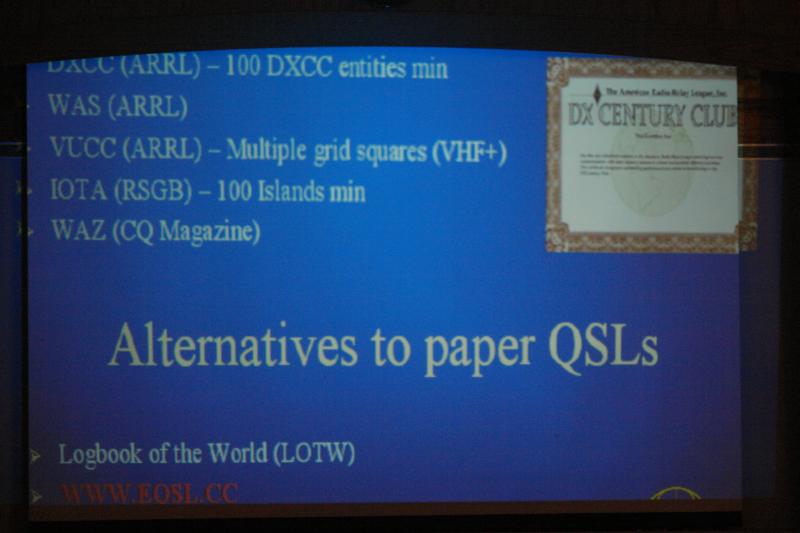 DXCC (ARRL) – 100 DXCC entities min
WAS (ARRL)
VUCC (ARRL) – Multiple grid squares (VHF+)
IOTA (RSGB) – 100 Islands min
WAZ (CQ Magazine)
The American Radio Relay League, Inc.
DX CENTURY CLUB
Alternatives to paper QSLs
Logbook of the World (LOTW)
WWW.EQSL.CC